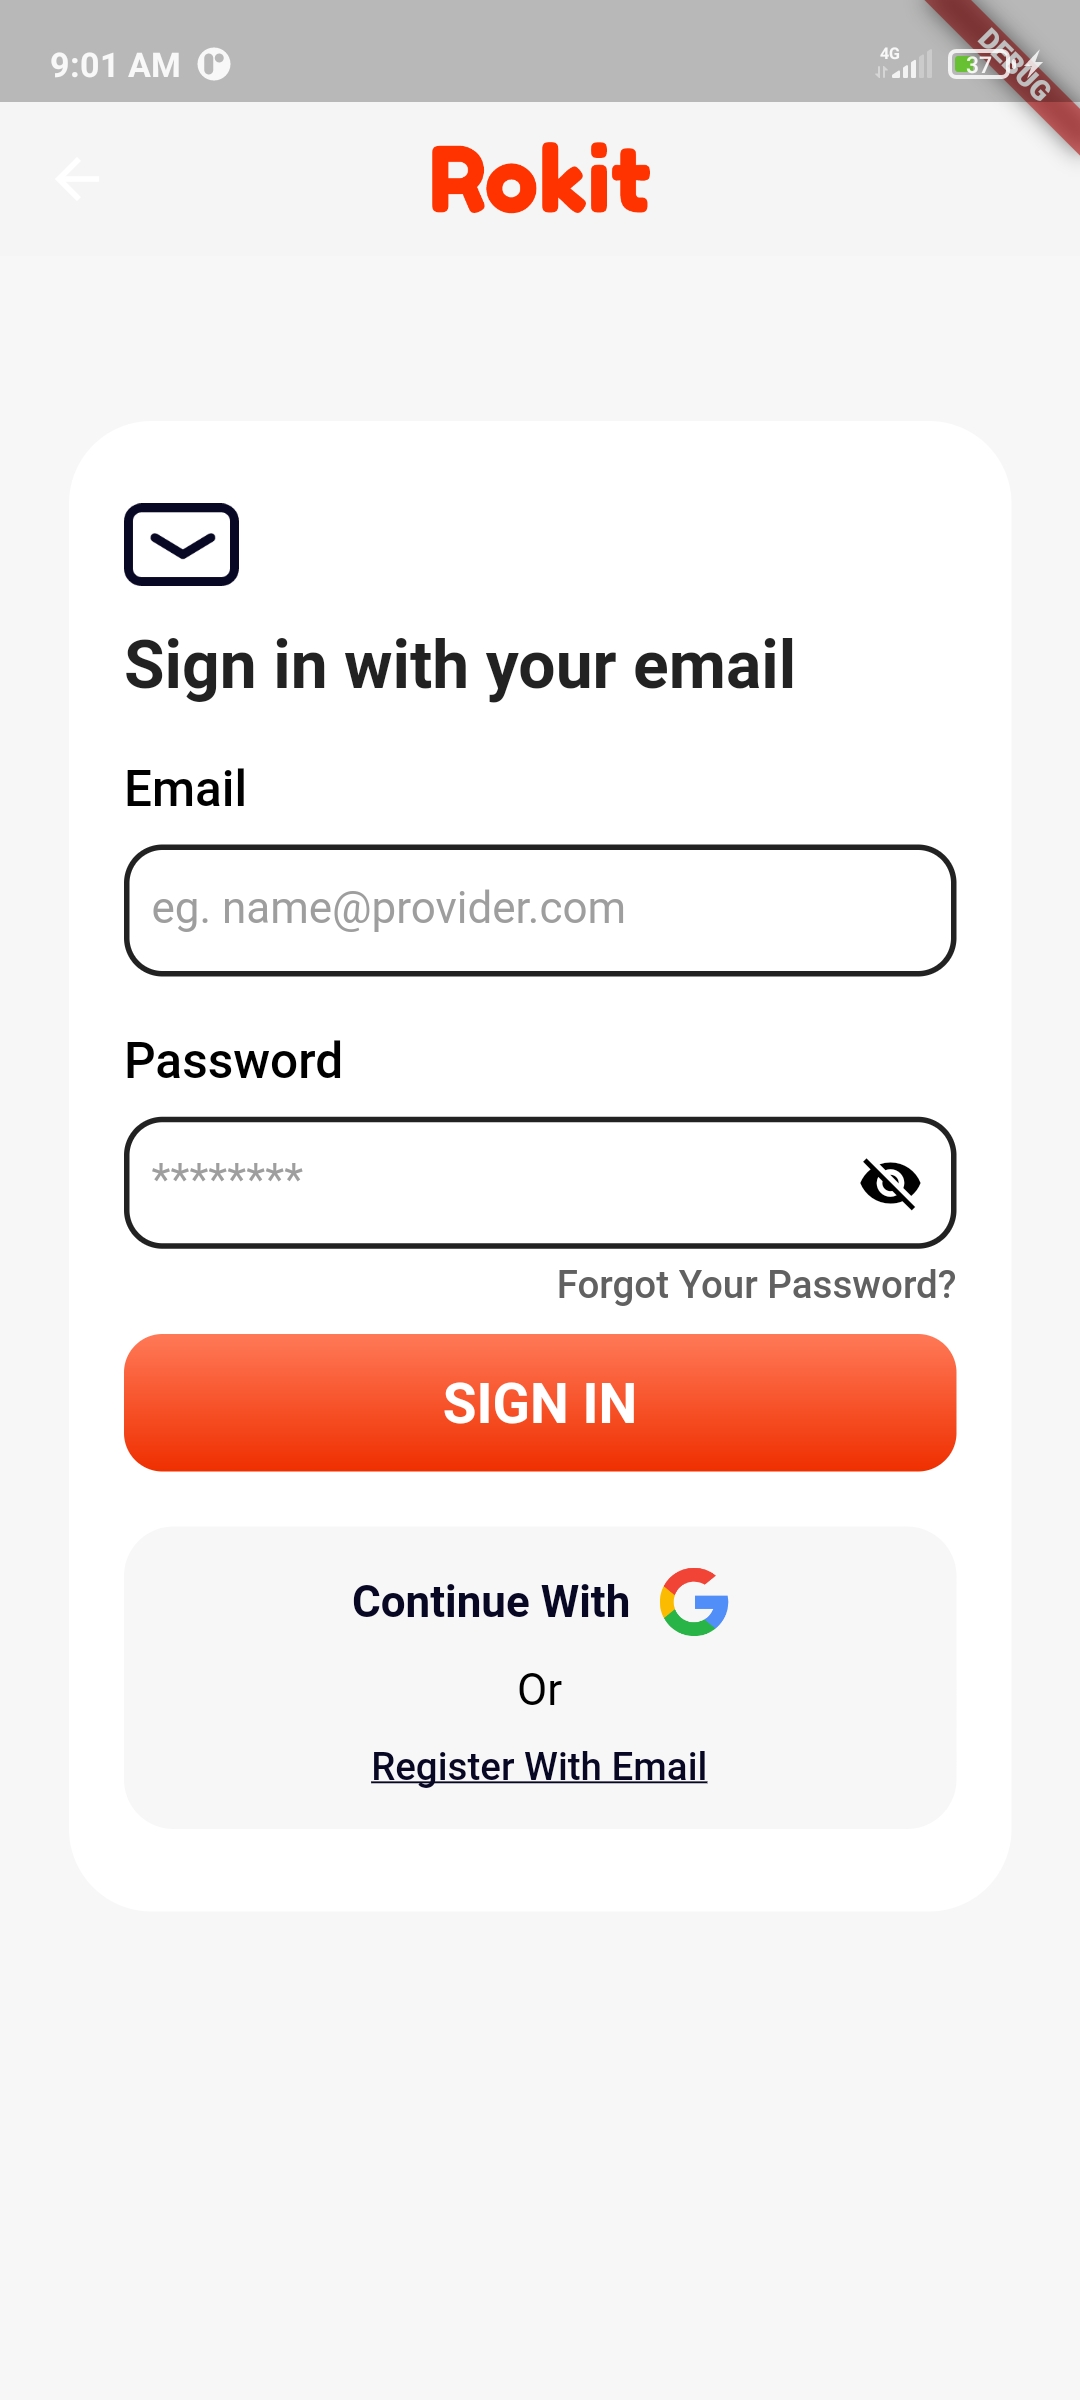 9:01 AM
4G
37
DEBUG
Rokit
Sign in with your email
Email
eg. name@provider.com
Password
********
Forgot Your Password?
SIGN IN
Continue With
Or
Register With Email